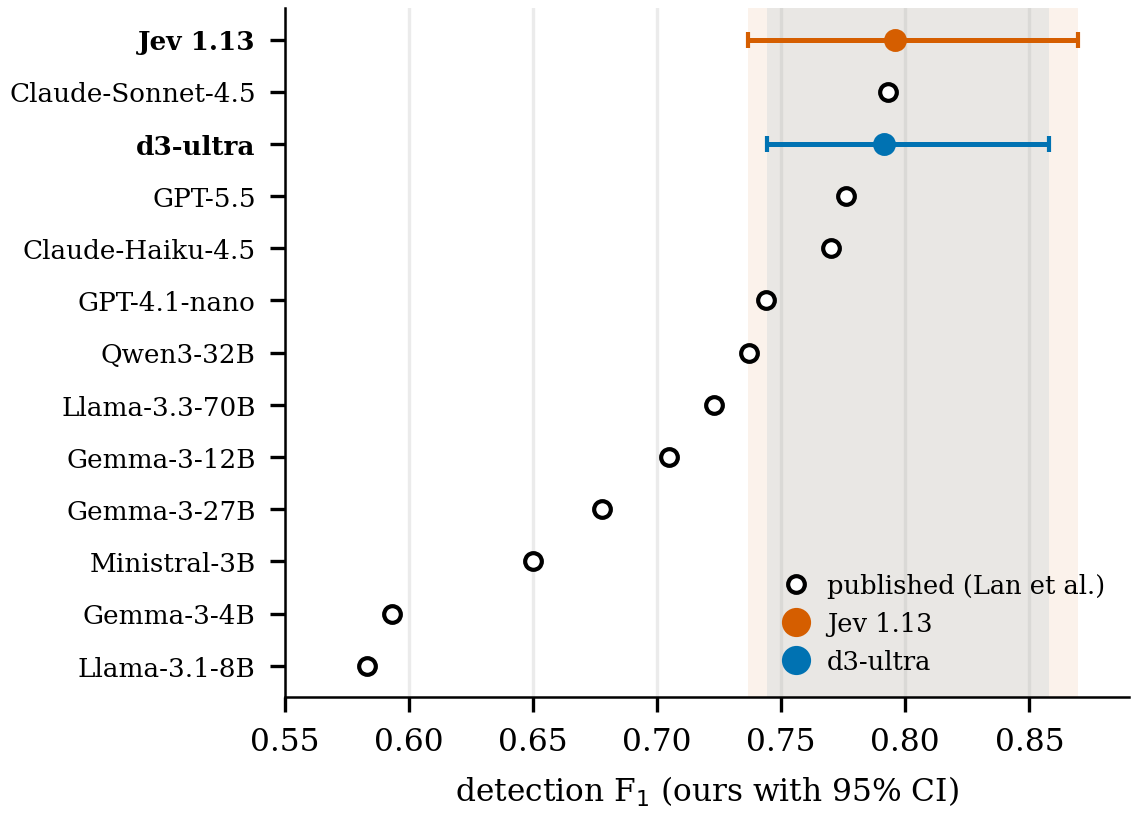 Jev 1.13
Claude-Sonnet-4.5
d3-ultra
GPT-5.5
Claude-Haiku-4.5
GPT-4.1-nano
Qwen3-32B
Llama-3.3-70B
Gemma-3-12B
Gemma-3-27B
Ministral-3B
Gemma-3-4B
Llama-3.1-8B
published (Lan et al.)
Jev 1.13
d3-ultra
0.55 0.60 0.65 0.70 0.75 0.80 0.85
detection F₁ (ours with 95% CI)